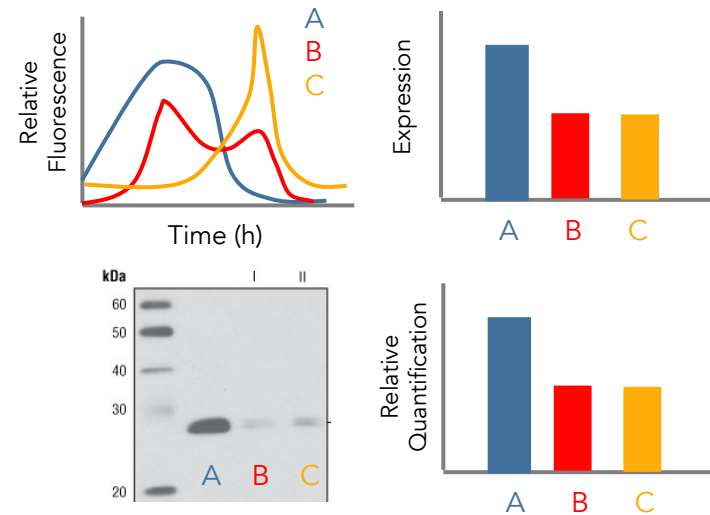 Relative
Fluorescence
A
B
C
Time (h)
Expression
A
B
C
kDa
I
II
60
50
40
30
20
A
B
C
Relative
Quantification
A
B
C